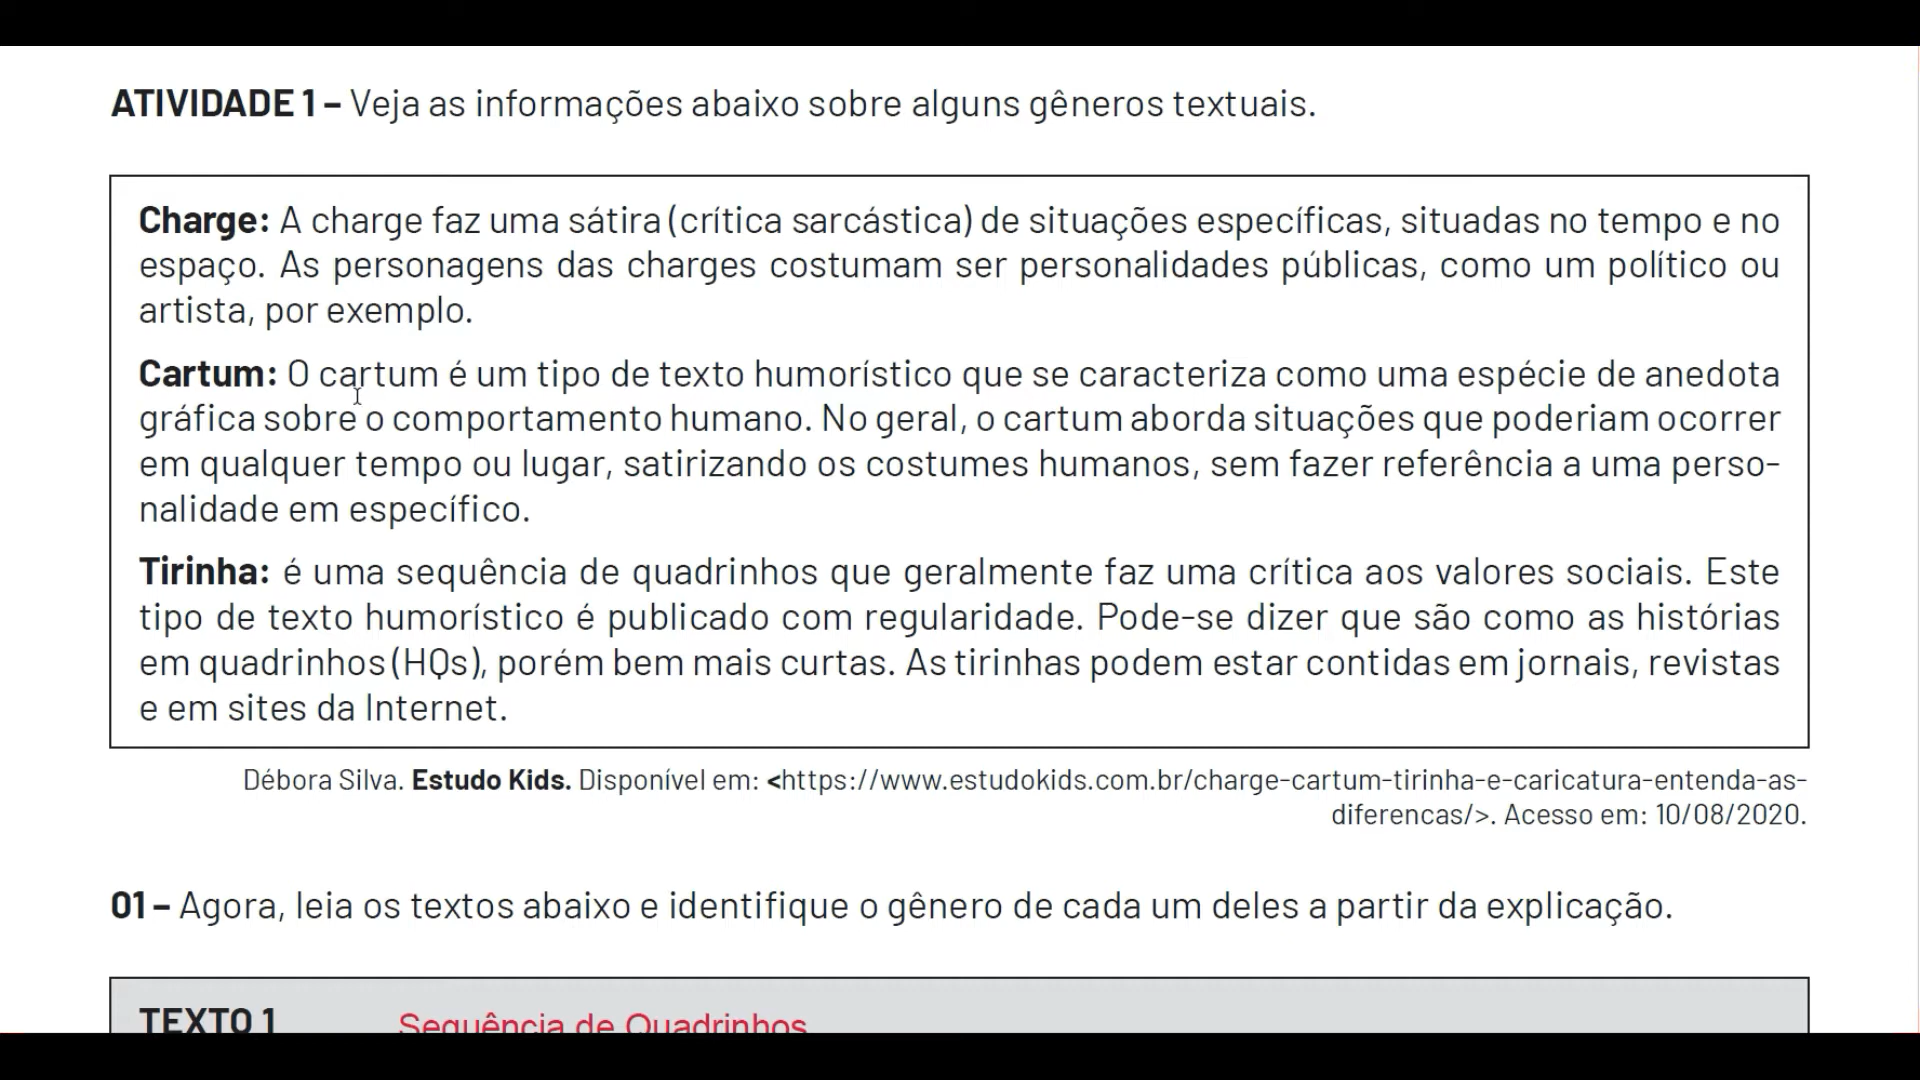 ATIVIDADE 1 – Veja as informações abaixo sobre alguns gêneros textuais.
Charge: A charge faz uma sátira (crítica sarcástica) de situações específicas, situadas no tempo e no
espaço. As personagens das charges costumam ser personalidades públicas, como um político ou
artista, por exemplo.
Cartum: O cartum é um tipo de texto humorístico que se caracteriza como uma espécie de anedota
gráfica sobre o comportamento humano. No geral, o cartum aborda situações que poderiam ocorrer
em qualquer tempo ou lugar, satirizando os costumes humanos, sem fazer referência a uma perso-
nalidade em específico.
Tirinha: é uma sequência de quadrinhos que geralmente faz uma crítica aos valores sociais. Este
tipo de texto humorístico é publicado com regularidade. Pode-se dizer que são como as histórias
em quadrinhos (HQs), porém bem mais curtas. As tirinhas podem estar contidas em jornais, revistas
e em sites da Internet.
Débora Silva. Estudo Kids. Disponível em: <https://www.estudokids.com.br/charge-cartum-tirinha-e-caricatura-entenda-as-
diferencas/>. Acesso em: 10/08/2020.
01 – Agora, leia os textos abaixo e identifique o gênero de cada um deles a partir da explicação.
TEXTO 1 Sequência de Quadrinhos